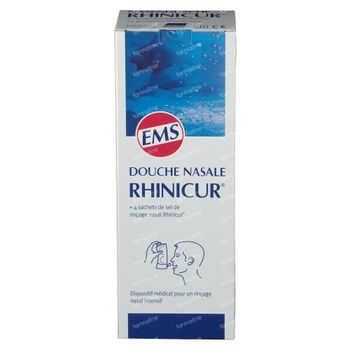 EMS
DOUCHE NASALE
RHINICUR®
+ 4 sachets de sel de
rinçage nasal Rhinicur®
Dispositif médical pour un rinçage
nasal intensif
farmaline